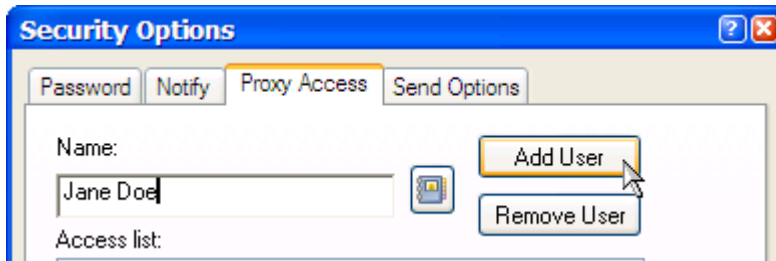 Security Options
Password Notify Proxy Access Send Options
Name:
Add User
Jane Doe
Remove User
Access list: